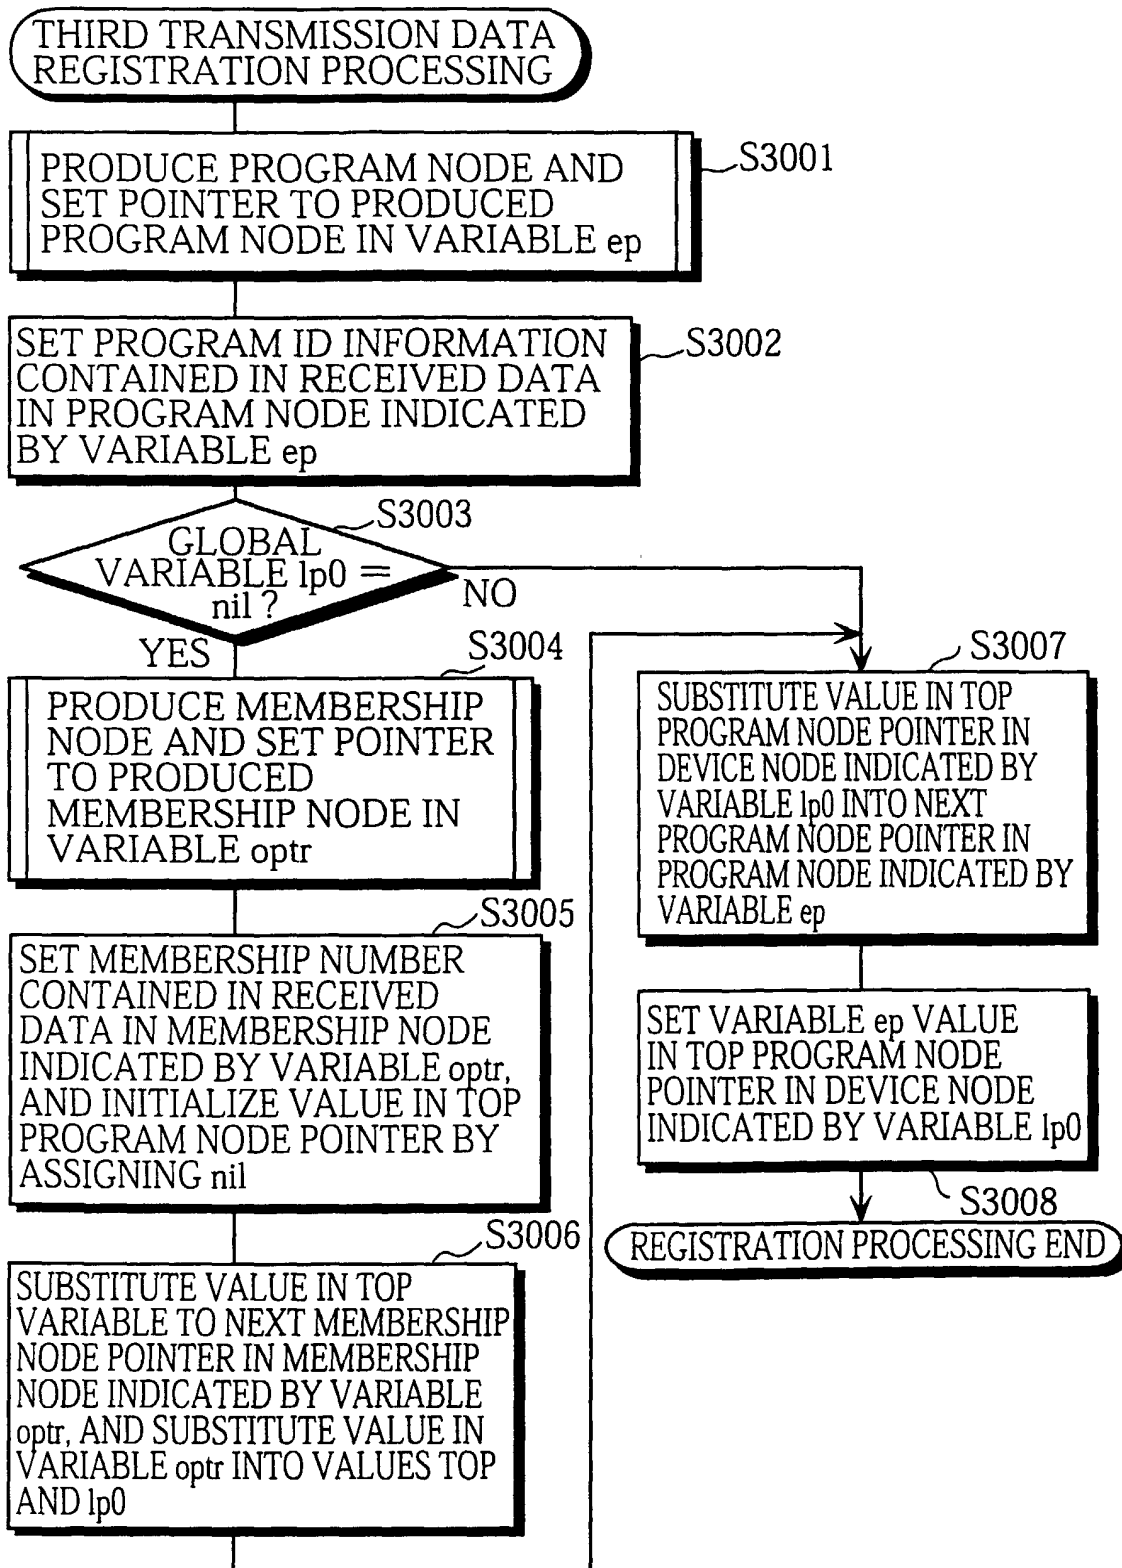 THIRD TRANSMISSION DATA
REGISTRATION PROCESSING
S3001
PRODUCE PROGRAM NODE AND
SET POINTER TO PRODUCED
PROGRAM NODE IN VARIABLE ep
S3002
SET PROGRAM ID INFORMATION
CONTAINED IN RECEIVED DATA
IN PROGRAM NODE INDICATED
BY VARIABLE ep
S3003
GLOBAL
VARIABLE lp0 =
nil ?
NO
YES
S3004
PRODUCE MEMBERSHIP
NODE AND SET POINTER
TO PRODUCED
MEMBERSHIP NODE IN
VARIABLE optr
S3005
SET MEMBERSHIP NUMBER
CONTAINED IN RECEIVED
DATA IN MEMBERSHIP NODE
INDICATED BY VARIABLE optr,
AND INITIALIZE VALUE IN TOP
PROGRAM NODE POINTER BY
ASSIGNING nil
S3006
SUBSTITUTE VALUE IN TOP
VARIABLE TO NEXT MEMBERSHIP
NODE POINTER IN MEMBERSHIP
NODE INDICATED BY VARIABLE
optr, AND SUBSTITUTE VALUE IN
VARIABLE optr INTO VALUES TOP
AND lp0
S3007
SUBSTITUTE VALUE IN TOP
PROGRAM NODE POINTER IN
DEVICE NODE INDICATED BY
VARIABLE lp0 INTO NEXT
PROGRAM NODE POINTER IN
PROGRAM NODE INDICATED BY
VARIABLE ep
SET VARIABLE ep VALUE
IN TOP PROGRAM NODE
POINTER IN DEVICE NODE
INDICATED BY VARIABLE lp0
S3008
REGISTRATION PROCESSING END